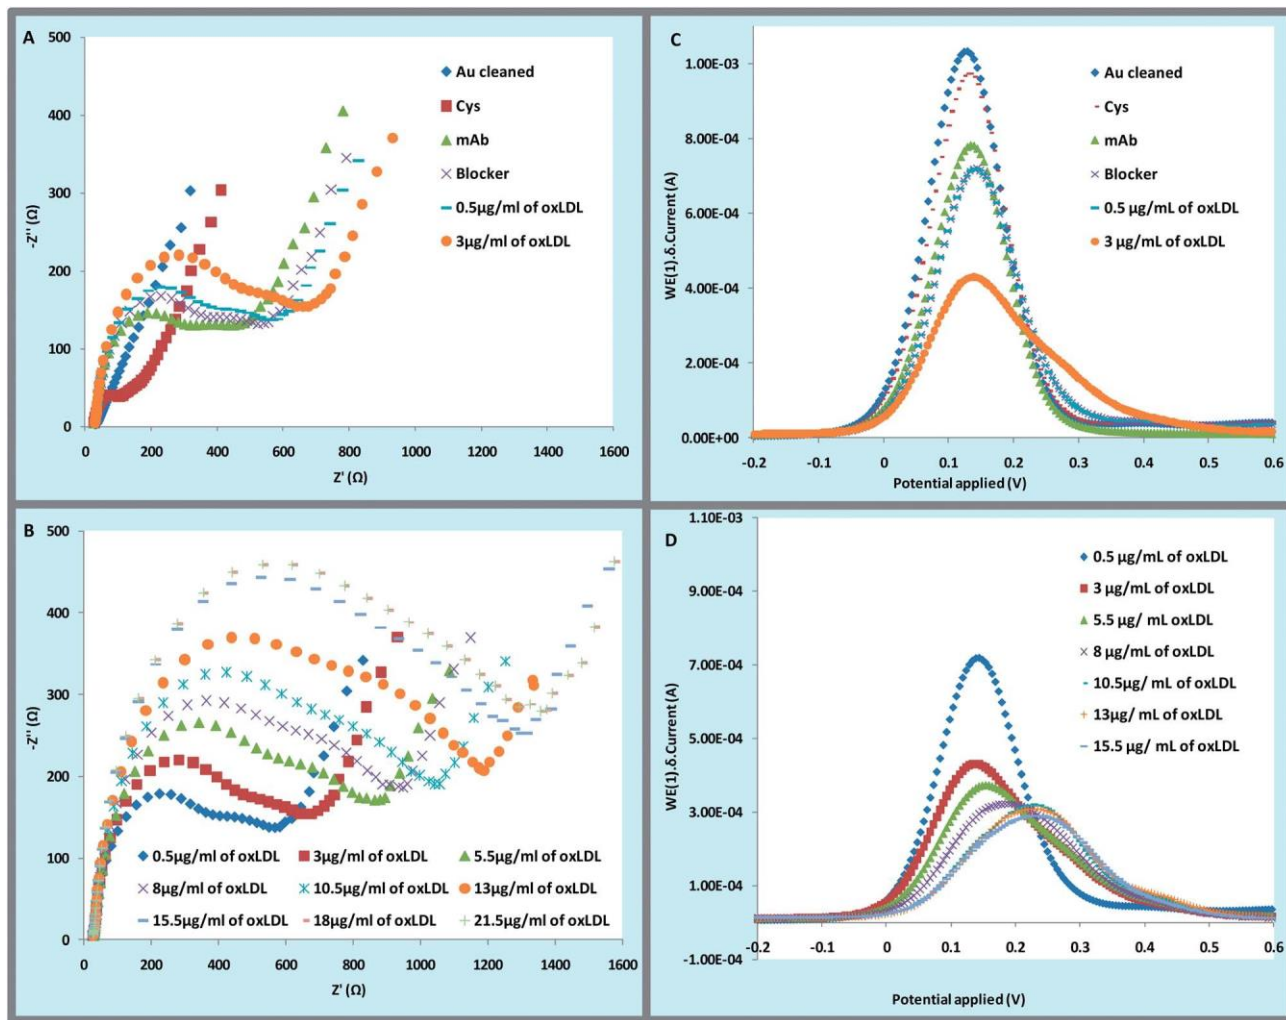 A
500
400
300
200
100
0
-Z'' (Ω)
0 200 400 600 800 1000 1200 1400 1600
Z' (Ω)
Au cleaned
Cys
mAb
Blocker
0.5µg/ml of oxLDL
3µg/ml of oxLDL
C
1.00E-03
8.00E-04
6.00E-04
4.00E-04
2.00E-04
0.00E+00
WE(1).δ.Current (A)
-0.2 -0.1 0 0.1 0.2 0.3 0.4 0.5 0.6
Potential applied (V)
Au cleaned
Cys
mAb
Blocker
0.5 µg/mL of oxLDL
3 µg/mL of oxLDL
B
500
400
300
200
100
0
-Z'' (Ω)
0 200 400 600 800 1000 1200 1400 1600
Z' (Ω)
0.5µg/ml of oxLDL 3µg/ml of oxLDL 5.5µg/ml of oxLDL
8µg/ml of oxLDL 10.5µg/ml of oxLDL 13µg/ml of oxLDL
15.5µg/ml of oxLDL 18µg/ml of oxLDL 21.5µg/ml of oxLDL
D
1.10E-03
9.00E-04
7.00E-04
5.00E-04
3.00E-04
1.00E-04
-1.00E-04
WE(1).δ.Current (A)
-0.2 -0.1 0 0.1 0.2 0.3 0.4 0.5 0.6
Potential applied (V)
0.5 µg/mL of oxLDL
3 µg/ mL of oxLDL
5.5 µg/ mL oxLDL
8 µg/mL of oxLDL
10.5µg/ mL of oxLDL
13µg/ mL of oxLDL
15.5 µg/ mL of oxLDL